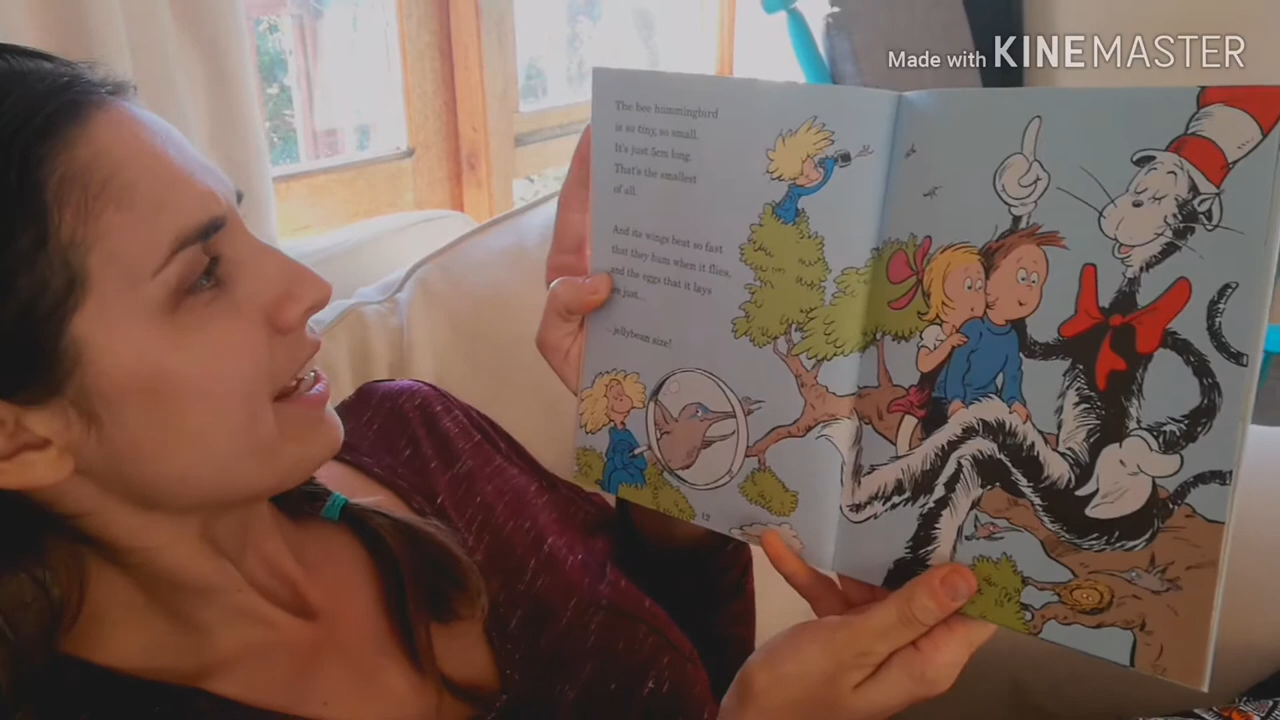 Made with KINEMASTER
The bee hummingbird
is so tiny, so small.
It's just 5cm long.
That's the smallest
of all.
And its wings beat so fast
that they hum when it flies,
and the eggs that it lays
are just...
...jellybean size!
12